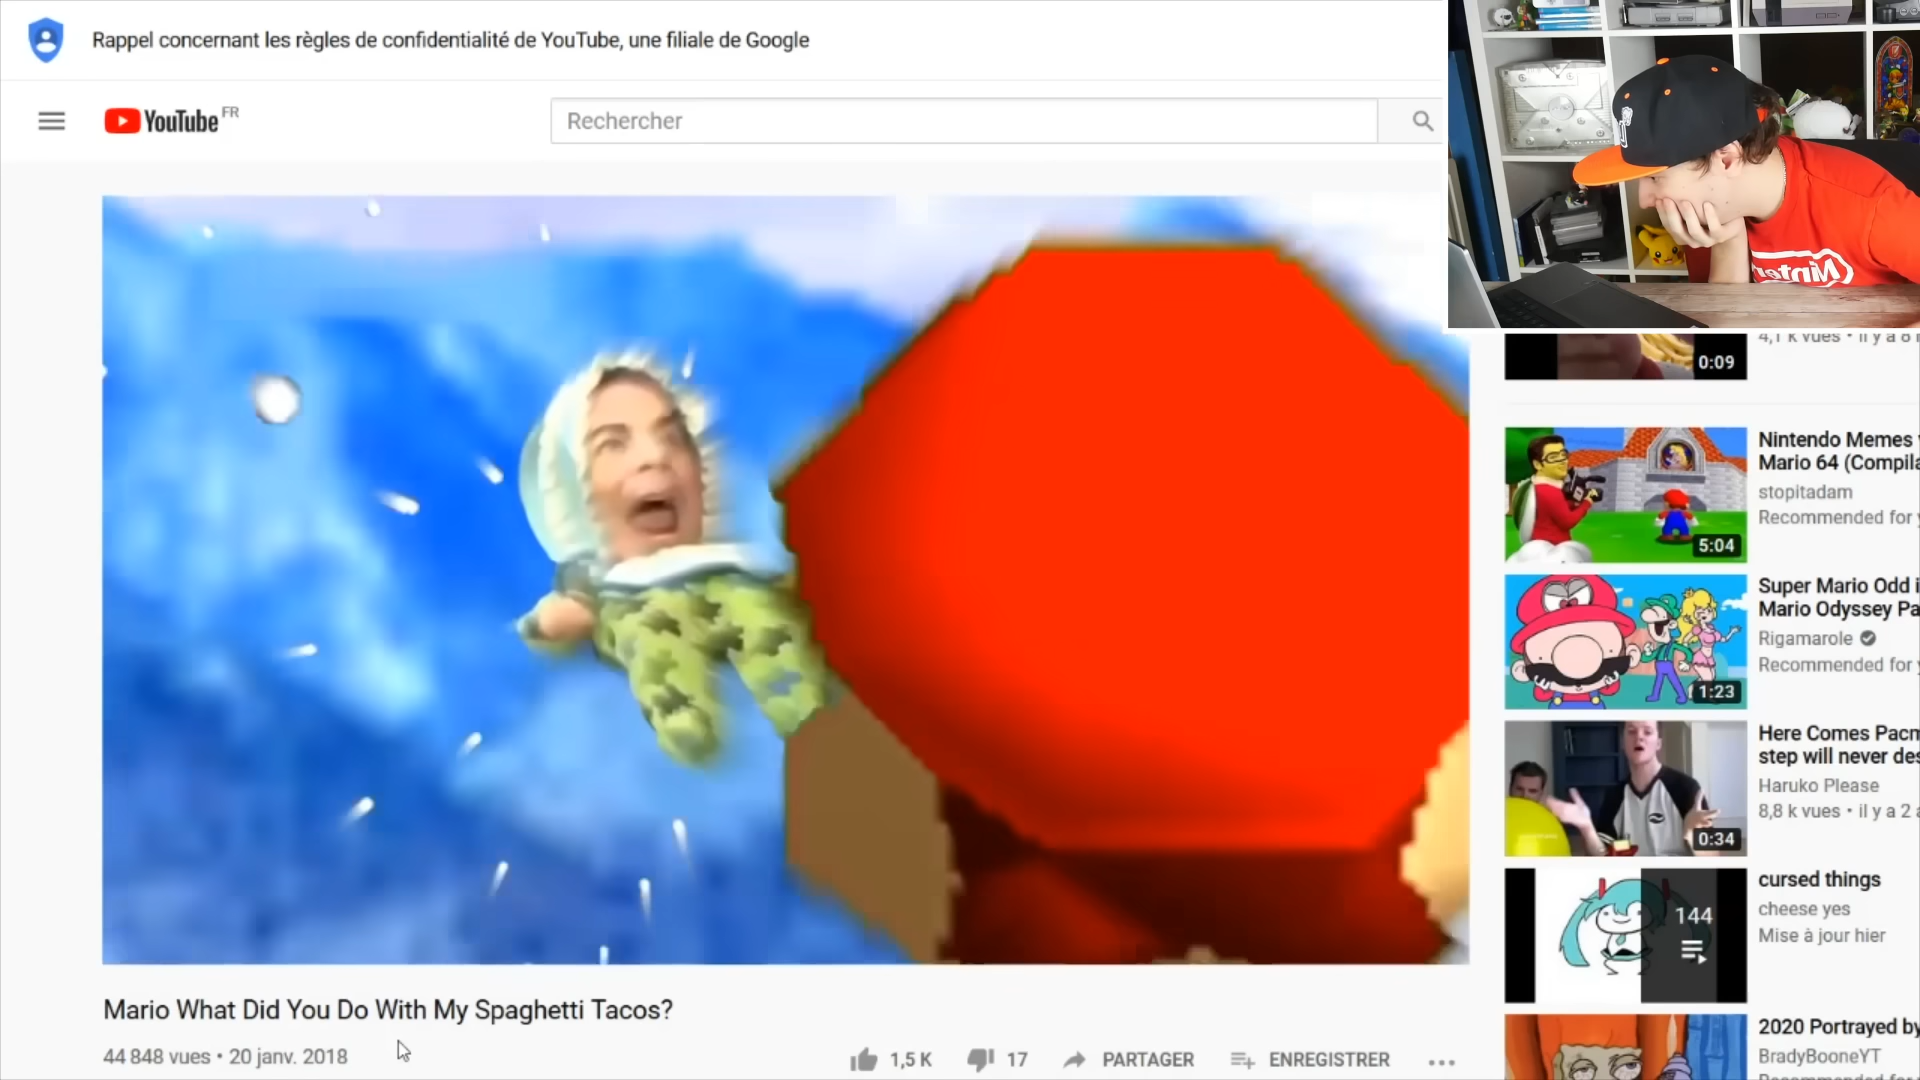 Rappel concernant les règles de confidentialité de YouTube, une filiale de Google
YouTube FR
Rechercher
0:09
Nintendo Memes
Mario 64
stopitadam
Recommended for
5:04
Super Mario Odd
Mario Odyssey
Rigamarole
Recommended for
1:23
Here Comes
step will never
Haruko Please
8,8 k vues • il y a 2
0:34
cursed things
cheese yes
Mise à jour hier
144
2020 Portrayed by
BradyBooneYT
Mario What Did You Do With My Spaghetti Tacos?
44 848 vues • 20 janv. 2018
1,5 K
17
PARTAGER
ENREGISTRER